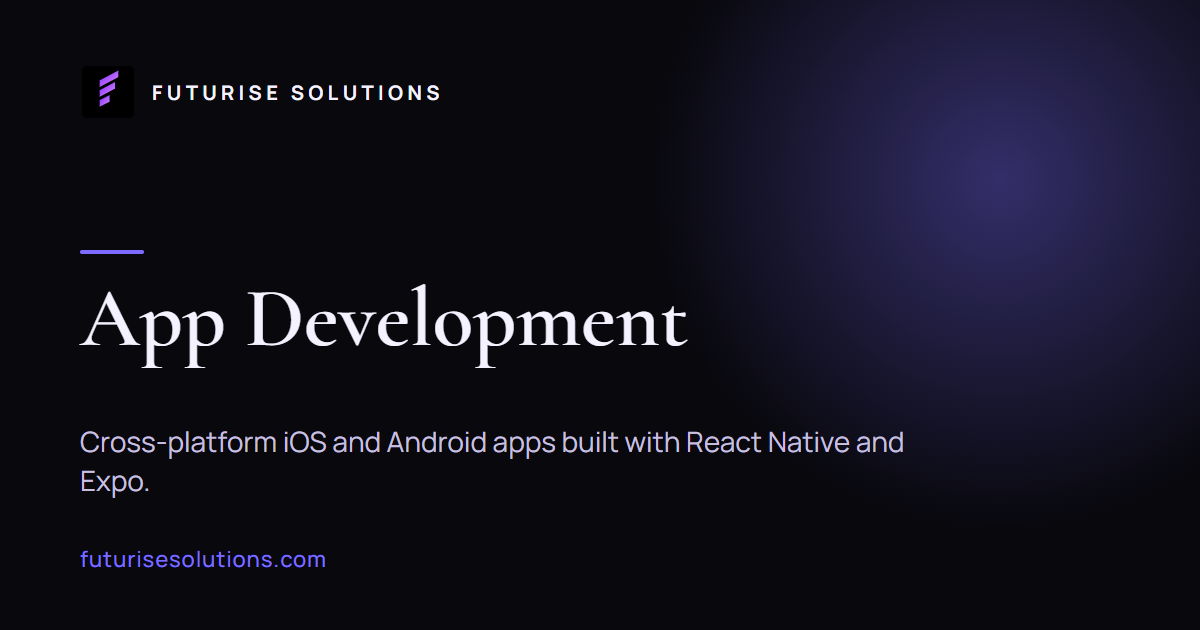 FUTURISE SOLUTIONS
App Development
Cross-platform iOS and Android apps built with React Native and
Expo.
futurisesolutions.com